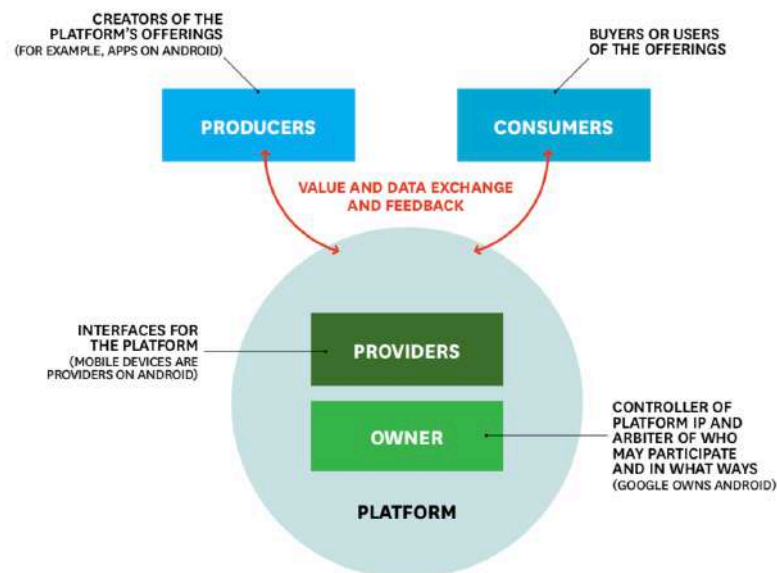 CREATORS OF THE
PLATFORM'S OFFERINGS
(FOR EXAMPLE, APPS ON ANDROID)
BUYERS OR USERS
OF THE OFFERINGS
PRODUCERS
CONSUMERS
VALUE AND DATA EXCHANGE
AND FEEDBACK
INTERFACES FOR
THE PLATFORM
(MOBILE DEVICES ARE
PROVIDERS ON ANDROID)
PROVIDERS
OWNER
CONTROLLER OF
PLATFORM IP AND
ARBITER OF WHO
MAY PARTICIPATE
AND IN WHAT WAYS
(GOOGLE OWNS ANDROID)
PLATFORM